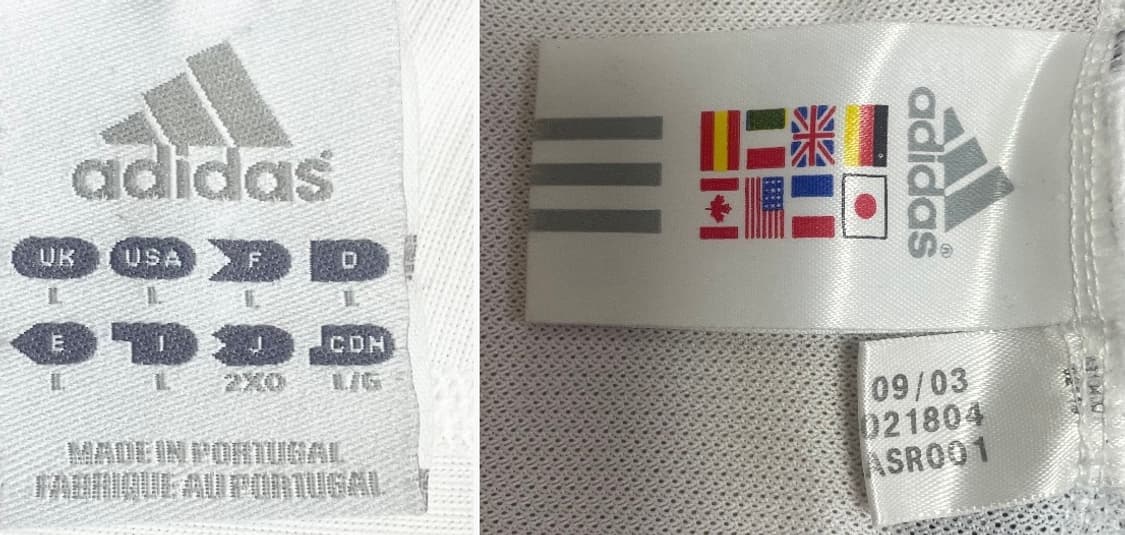 adidas
UK USA F D
L L L L
E I J CDN
L L 2XO L/G
MADE IN PORTUGAL
FABRIQUE AU PORTUGAL
adidas®
09/03
021804
ASR001